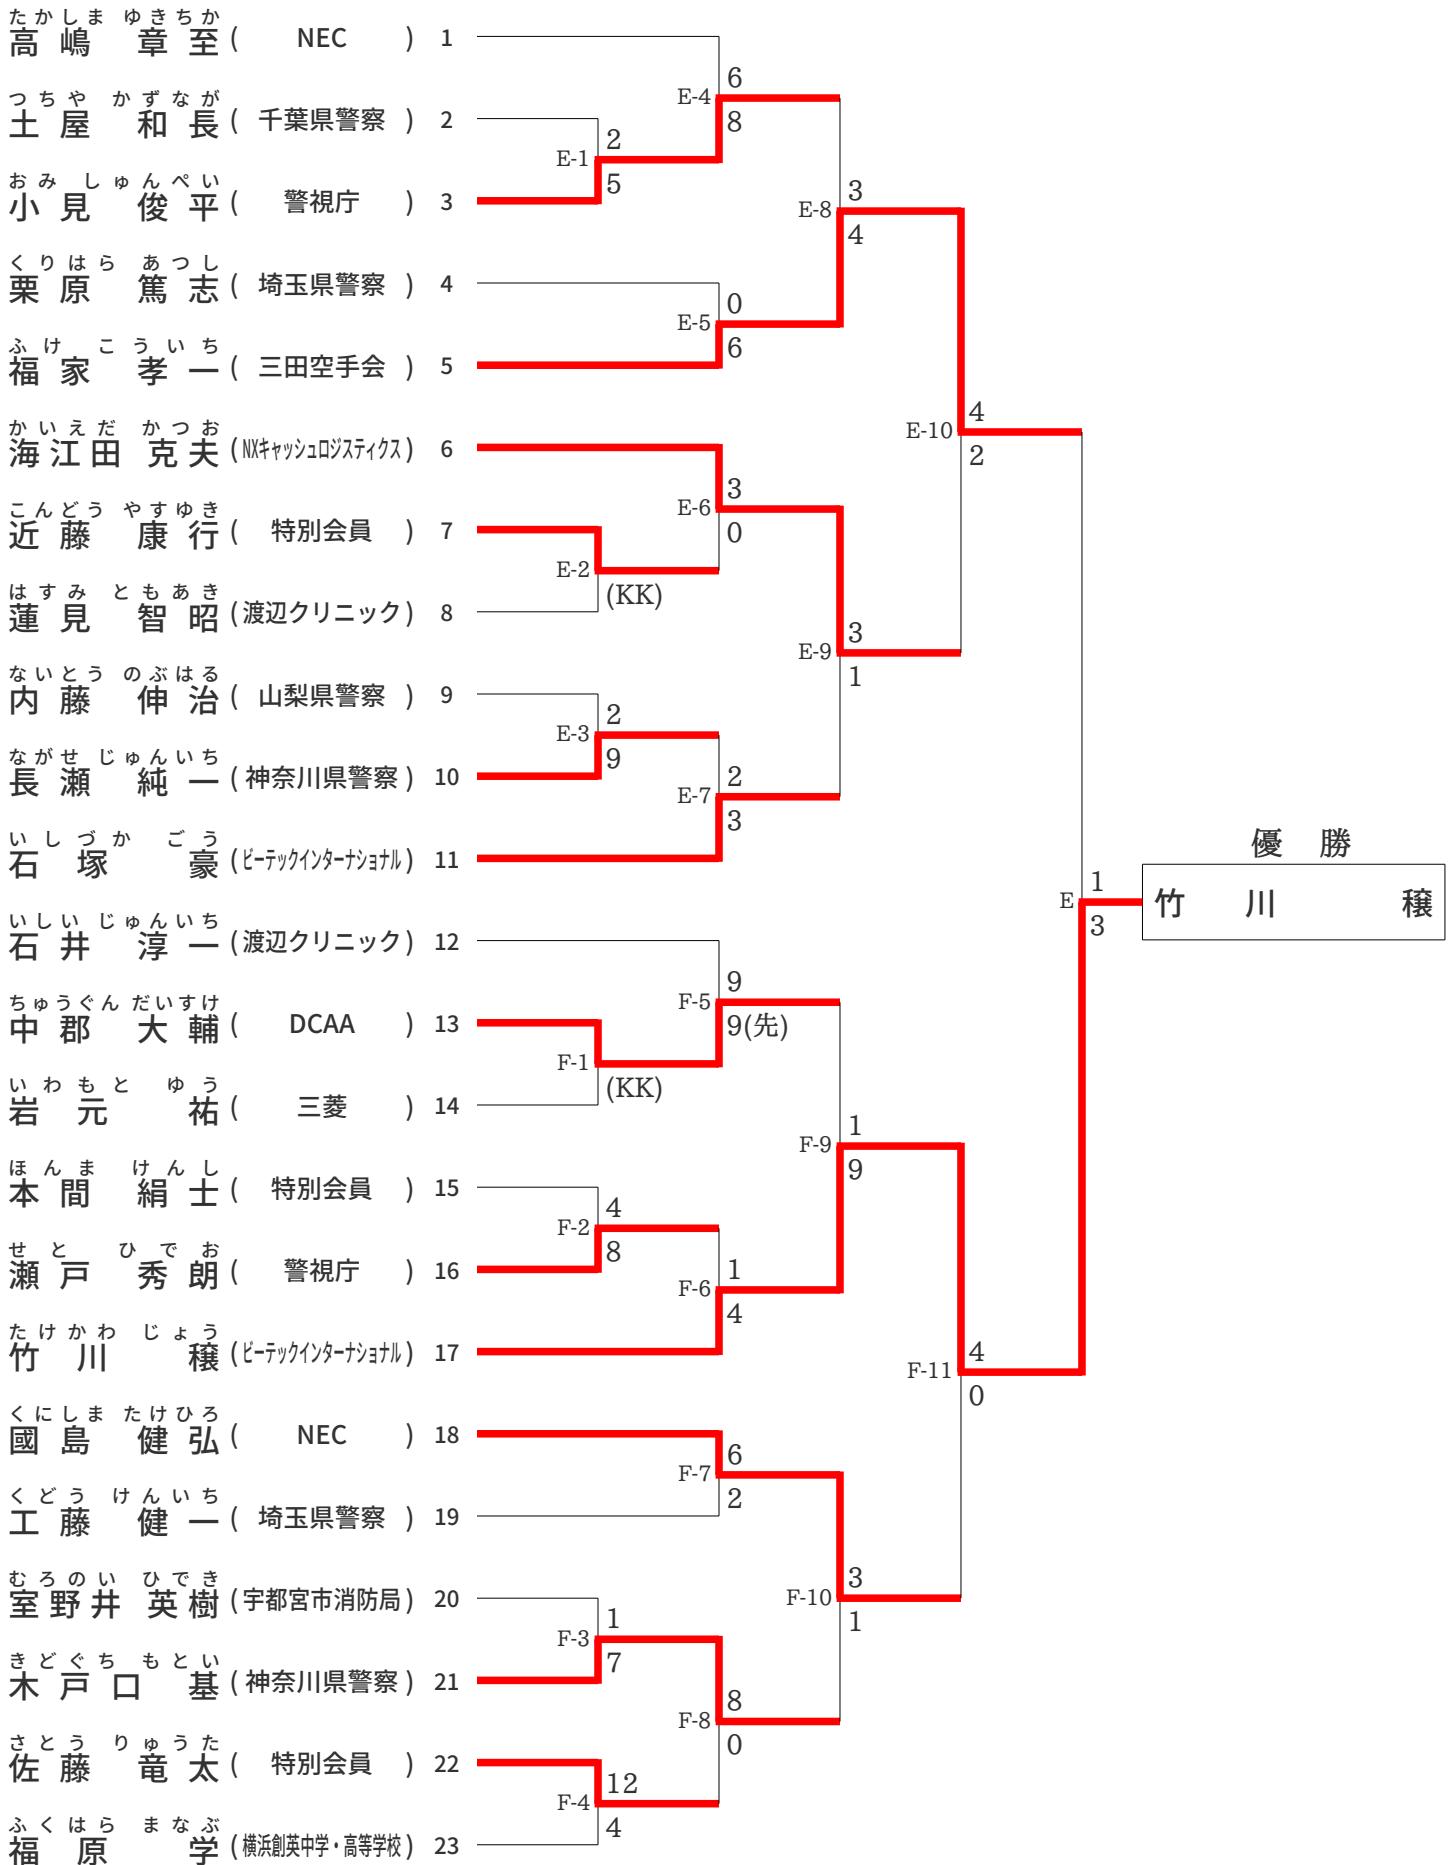 たかしま ゆきちか
高嶋 章至 ( NEC ) 1
つちや かずなが
土屋 和長 ( 千葉県警察 ) 2
おみ しゅんぺい
小見 俊平 ( 警視庁 ) 3
くりはら あつし
栗原 篤志 ( 埼玉県警察 ) 4
ふけ こういち
福家 孝一 ( 三田空手会 ) 5
かいえだ かつお
海江田 克夫 (NXキャッシュロジスティクス) 6
こんどう やすゆき
近藤 康行 ( 特別会員 ) 7
はすみ ともあき
蓮見 智昭 (渡辺クリニック) 8
ないとう のぶはる
内藤 伸治 ( 山梨県警察 ) 9
ながせ じゅんいち
長瀬 純一 (神奈川県警察) 10
いしづか ごう
石塚 豪 (ビーテックインターナショナル) 11
いしい じゅんいち
石井 淳一 (渡辺クリニック) 12
ちゅうぐん だいすけ
中郡 大輔 ( DCAA ) 13
いわもと ゆう
岩元 祐 ( 三菱 ) 14
ほんま けんし
本間 絹士 ( 特別会員 ) 15
せと ひでお
瀬戸 秀朗 ( 警視庁 ) 16
たけかわ じょう
竹川 穣 (ビーテックインターナショナル) 17
くにしま たけひろ
國島 健弘 ( NEC ) 18
くどう けんいち
工藤 健一 ( 埼玉県警察 ) 19
むろのい ひでき
室野井 英樹 (宇都宮市消防局) 20
きどぐち もとい
木戸口 基 (神奈川県警察) 21
さとう りゅうた
佐藤 竜太 ( 特別会員 ) 22
ふくはら まなぶ
福原 学 (横浜創英中学・高等学校) 23
E-1
2
5
E-2
(KK)
E-3
2
9
F-1
(KK)
F-2
4
8
F-3
1
7
F-4
12
4
E-4
6
8
E-5
0
6
E-6
3
0
E-7
2
3
F-5
9
9(先)
F-6
1
4
F-7
6
2
F-8
8
0
E-8
3
4
E-9
3
1
F-9
1
9
F-10
3
1
E-10
4
2
F-11
4
0
E
1
3
優 勝
竹 川 穣